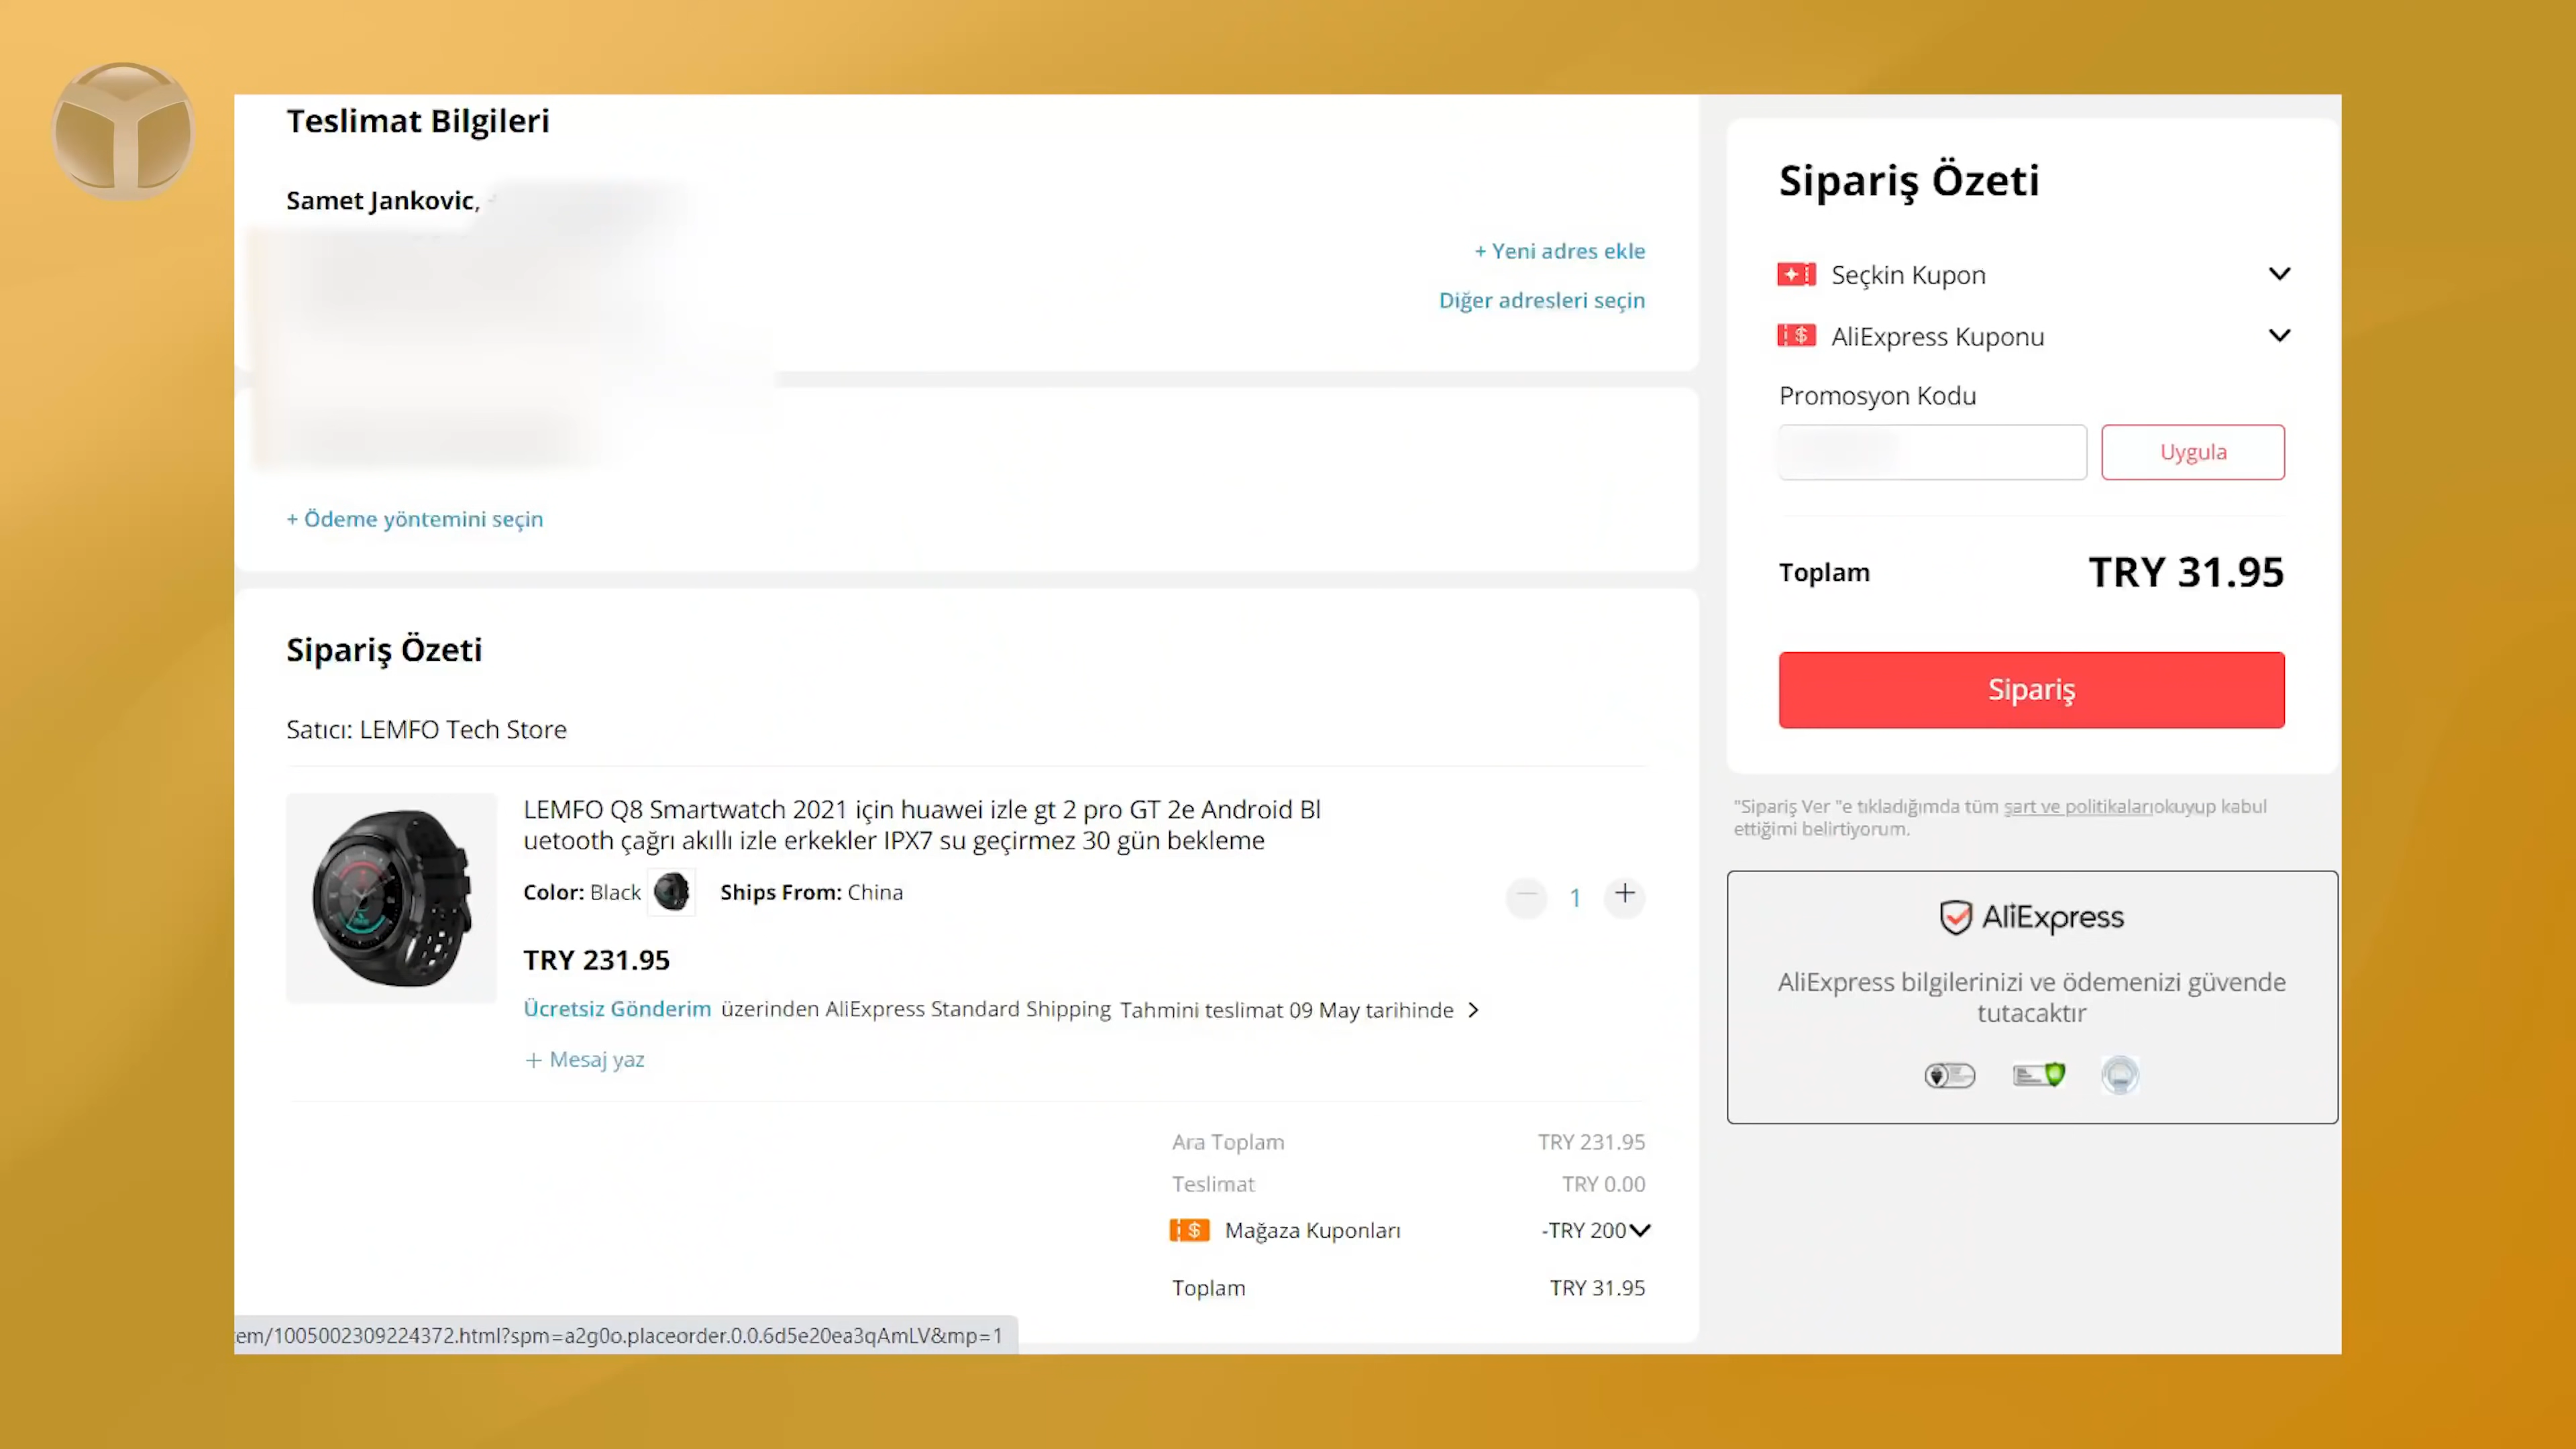 Teslimat Bilgileri
Samet Jankovic,
+ Yeni adres ekle
Diğer adresleri seçin
+ Ödeme yöntemini seçin
Sipariş Özeti
Satıcı: LEMFO Tech Store
LEMFO Q8 Smartwatch 2021 için huawei izle gt 2 pro GT 2e Android Bl
uetooth çağrı akıllı izle erkekler IPX7 su geçirmez 30 gün bekleme
Color: Black Ships From: China
1
TRY 231.95
Ücretsiz Gönderim üzerinden AliExpress Standard Shipping Tahmini teslimat 09 May tarihinde
+ Mesaj yaz
Ara Toplam TRY 231.95
Teslimat TRY 0.00
Mağaza Kuponları -TRY 200
Toplam TRY 31.95
em/1005002309224372.html?spm=a2g0o.placeorder.0.0.6d5e20ea3qAmLV&mp=1
Sipariş Özeti
Seçkin Kupon
AliExpress Kuponu
Promosyon Kodu
Uygula
Toplam TRY 31.95
Sipariş
"Sipariş Ver "e tıkladığımda tüm şart ve politikalarıokuyup kabul
ettiğimi belirtiyorum.
AliExpress
AliExpress bilgilerinizi ve ödemenizi güvende
tutacaktır